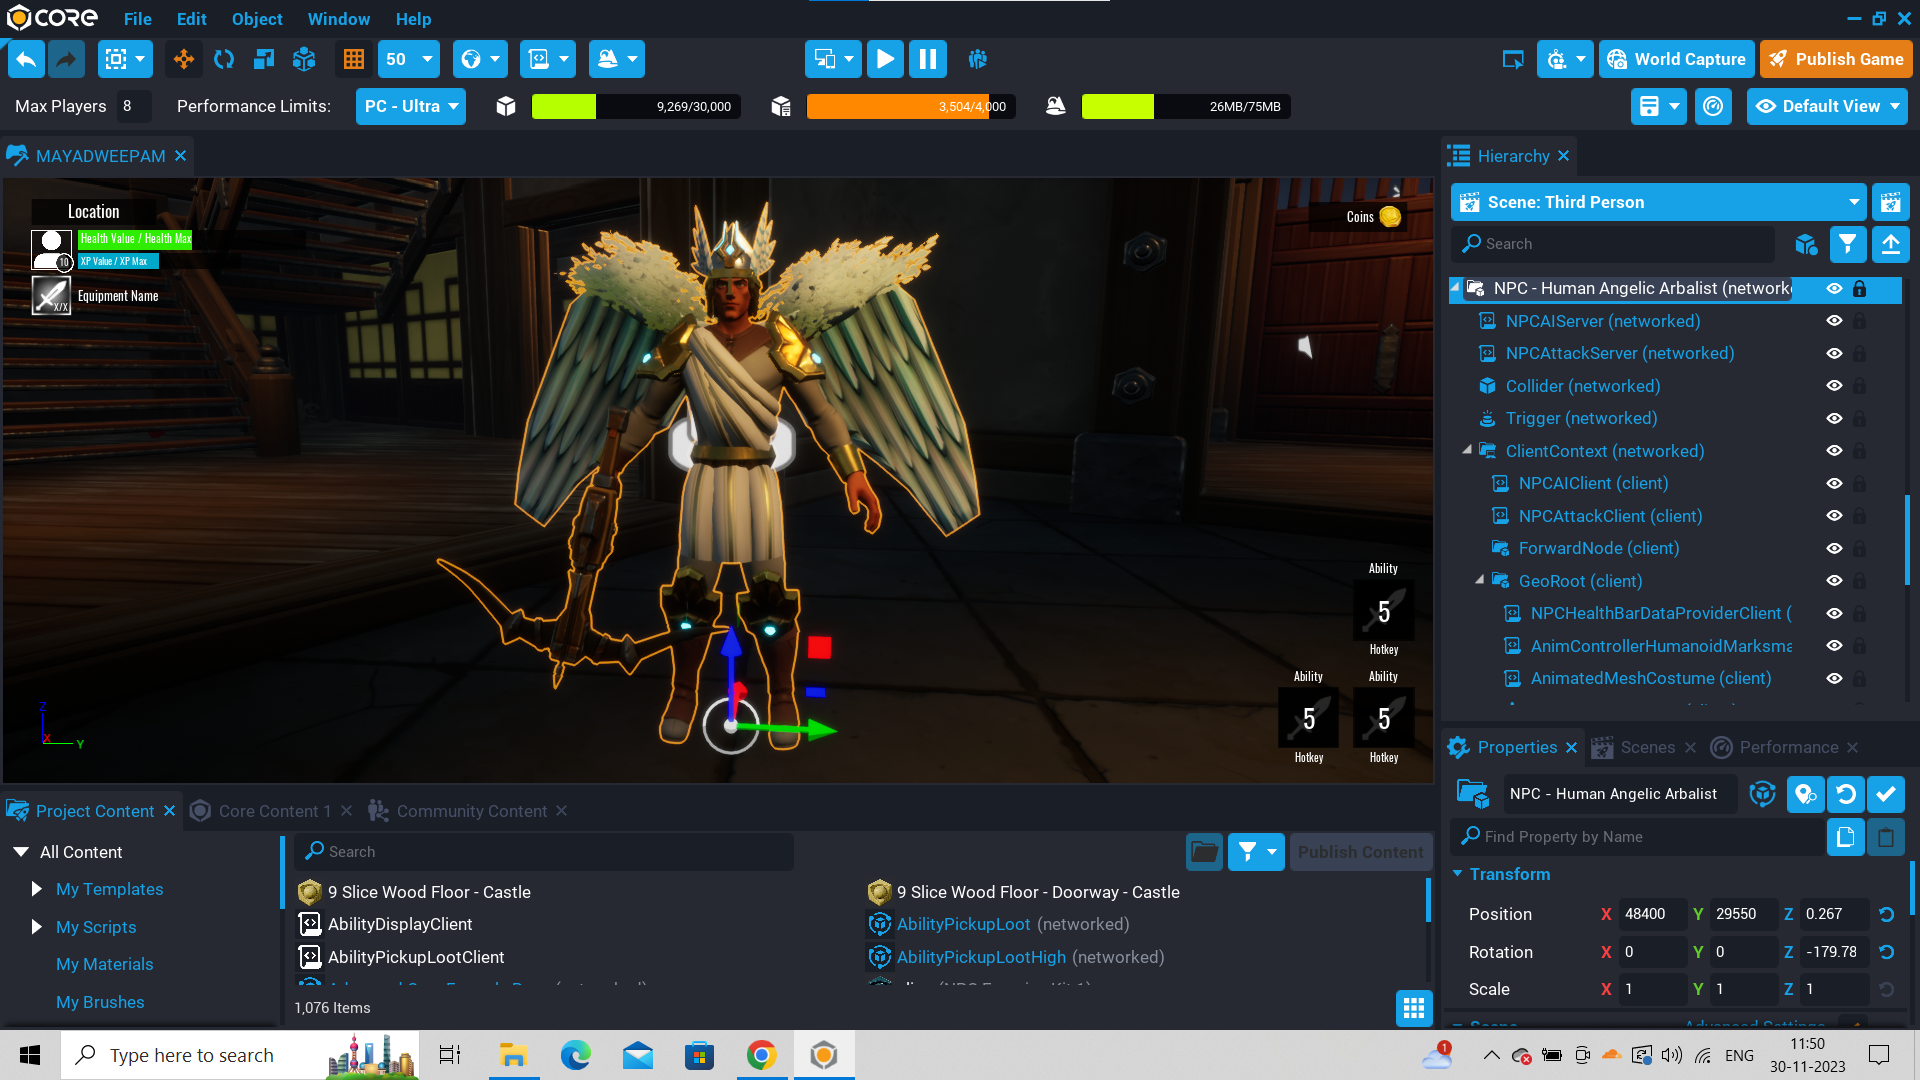 CORE File Edit Object Window Help
50 World Capture Publish Game
Max Players 8 Performance Limits: PC - Ultra 9,269/30,000 3,504/4,000 26MB/75MB Default View
MAYADWEEPAM
Location
Health Value / Health Max
10
XP Value / XP Max
X/X
Equipment Name
Coins
Ability
5
Hotkey
Ability Ability
5 5
Hotkey Hotkey
Z
X Y
Hierarchy
Scene: Third Person
Search
NPC - Human Angelic Arbalist (networke
NPCAIServer (networked)
NPCAttackServer (networked)
Collider (networked)
Trigger (networked)
ClientContext (networked)
NPCAIClient (client)
NPCAttackClient (client)
ForwardNode (client)
GeoRoot (client)
NPCHealthBarDataProviderClient (
AnimControllerHumanoidMarksma
AnimatedMeshCostume (client)
Project Content Core Content 1 Community Content
All Content
My Templates
My Scripts
My Materials
My Brushes
Search Publish Content
9 Slice Wood Floor - Castle 9 Slice Wood Floor - Doorway - Castle
AbilityDisplayClient AbilityPickupLoot (networked)
AbilityPickupLootClient AbilityPickupLootHigh (networked)
1,076 Items
Properties Scenes Performance
NPC - Human Angelic Arbalist
Find Property by Name
Transform
Position X 48400 Y 29550 Z 0.267
Rotation X 0 Y 0 Z -179.78
Scale X 1 Y 1 Z 1
Type here to search
1
ENG
11:50
30-11-2023